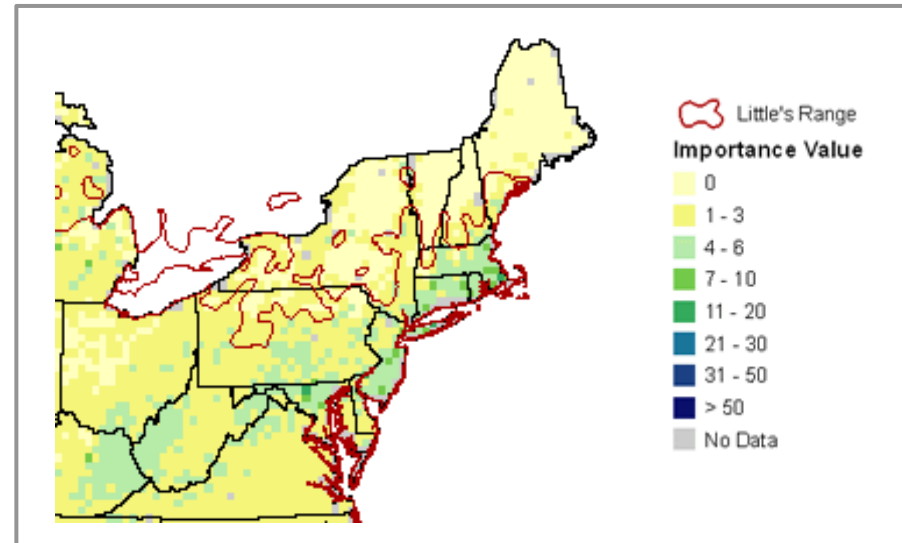 Little's Range
Importance Value
0
1 - 3
4 - 6
7 - 10
11 - 20
21 - 30
31 - 50
> 50
No Data